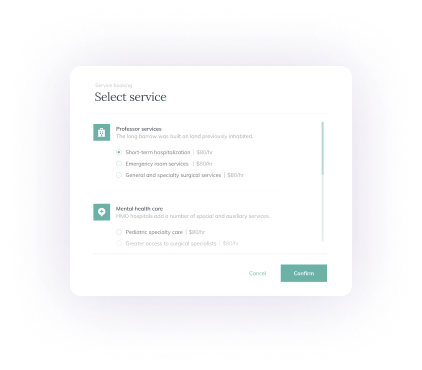 Service booking
Select service
Professor services
The long barrow was built on land previously inhabited.
Short-term hospitalization | $80/hr
Emergency room services | $80/hr
General and specialty surgical services | $80/hr
Mental health care
HMO hospitals add a number of special and auxiliary services.
Pediatric specialty care | $80/hr
Greater access to surgical specialists | $80/hr
Cancel
Confirm